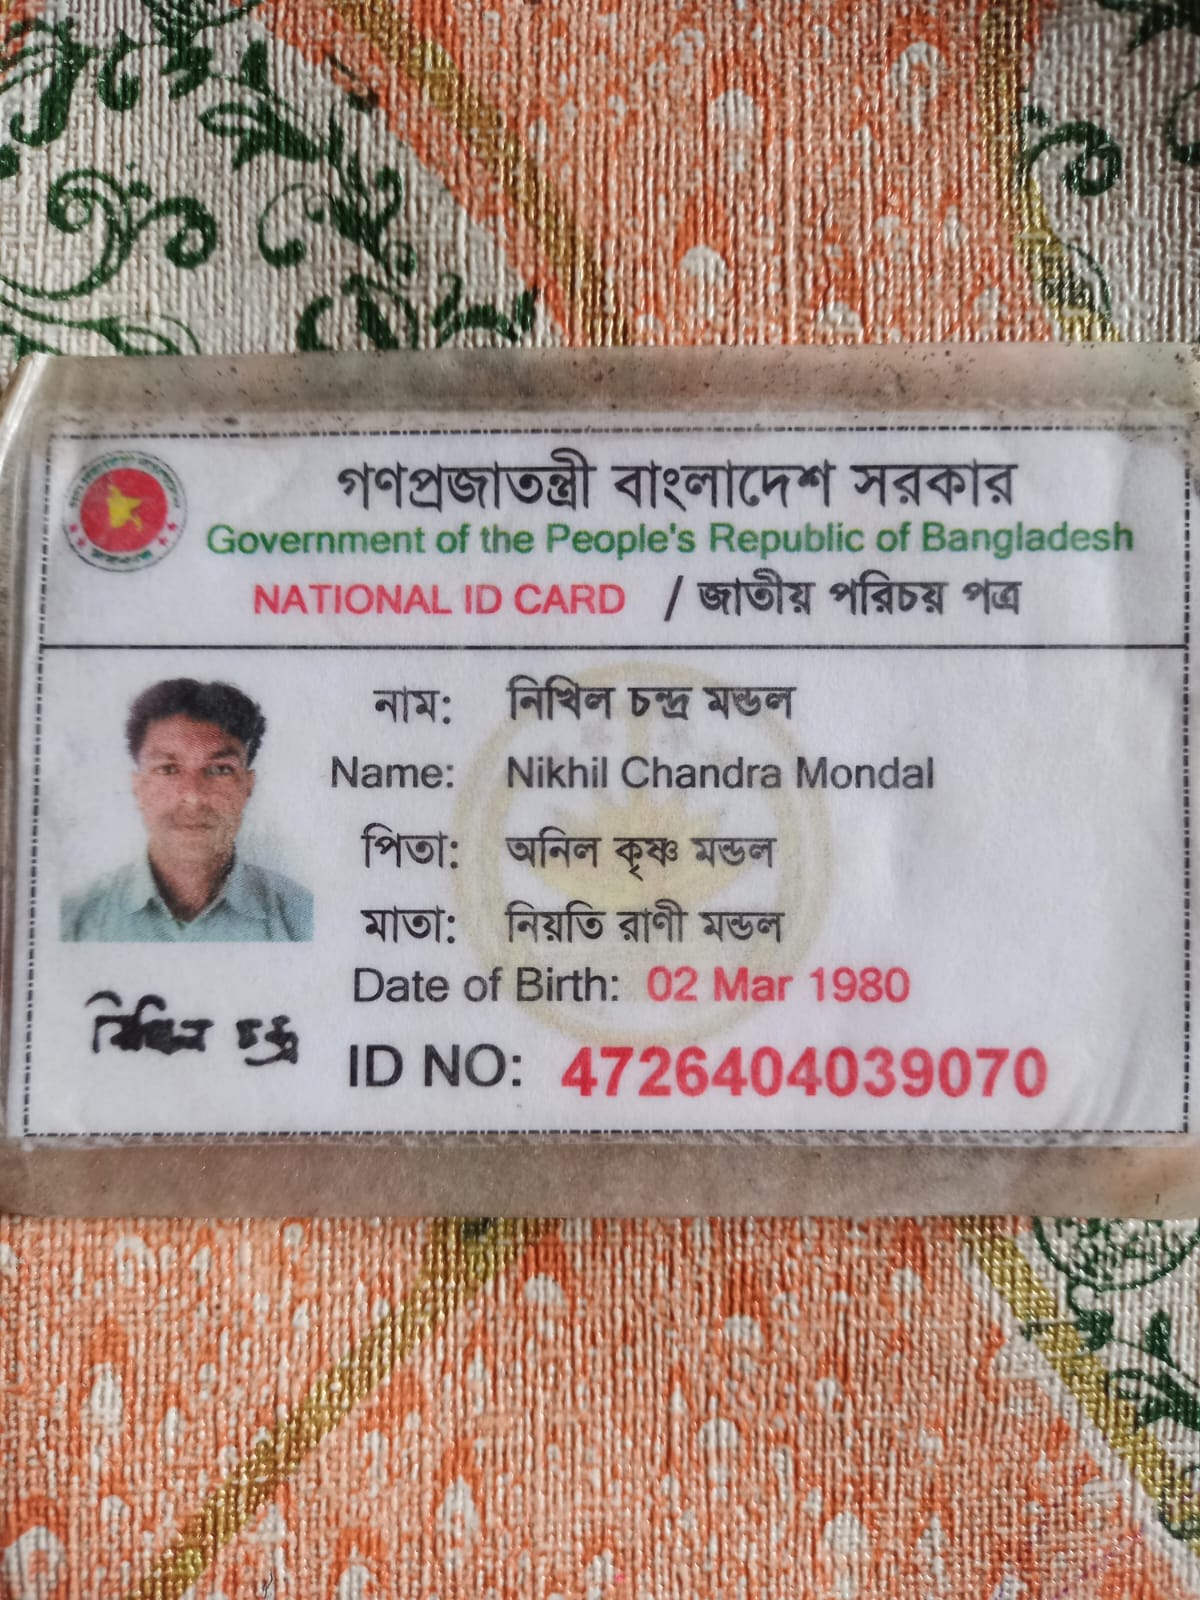 গণপ্রজাতন্ত্রী বাংলাদেশ সরকার
Government of the People's Republic of Bangladesh
NATIONAL ID CARD / জাতীয় পরিচয় পত্র
নাম: নিখিল চন্দ্র মন্ডল
Name: Nikhil Chandra Mondal
পিতা: অনিল কৃষ্ণ মন্ডল
মাতা: নিয়তি রাণী মন্ডল
Date of Birth: 02 Mar 1980
নিখিল চন্দ্র
ID NO: 4726404039070